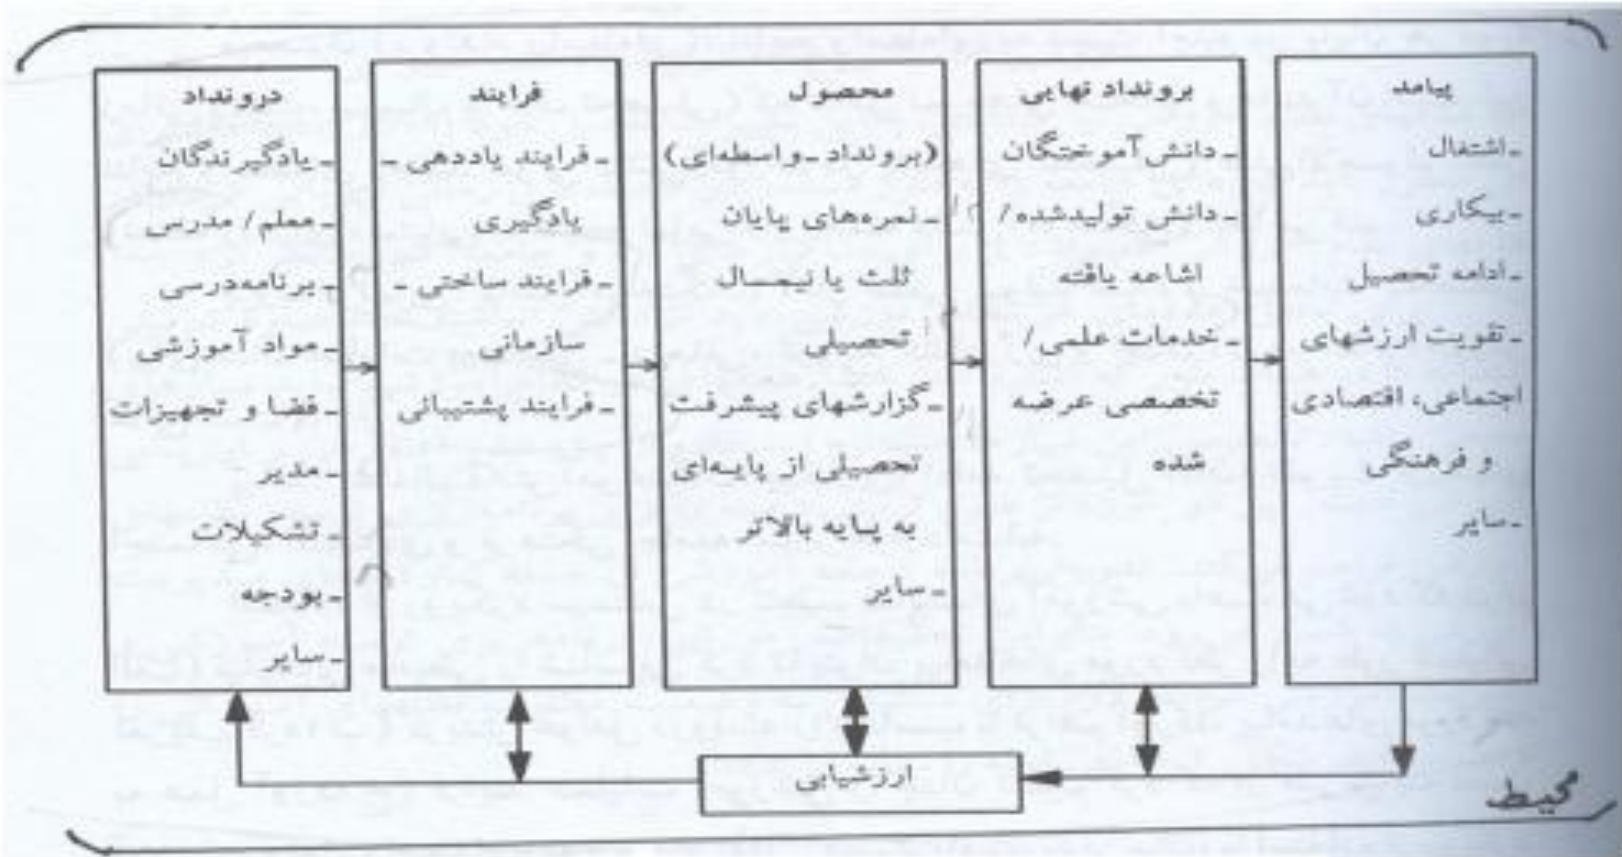 درونداد
ـ یادگیرندگان
ـ معلم / مدرس
ـ برنامه‌درسی
ـ مواد آموزشی
ـ فضا و تجهیزات
ـ مدیر
ـ تشکیلات
ـ بودجه
ـ سایر
فرایند
ـ فرایند یاددهی ـ
یادگیری
ـ فرایند ساختی ـ
سازمانی
ـ فرایند پشتیبانی
محصول
(برونداد ـ واسطه‌ای)
ـ نمره‌های پایان
ثلث یا نیمسال
تحصیلی
ـ گزارشهای پیشرفت
تحصیلی از پایه‌ای
به پایه بالاتر
ـ سایر
برونداد نهایی
ـ دانش‌آموختگان
ـ دانش تولیدشده/
اشاعه یافته
ـ خدمات علمی/
تخصصی عرضه
شده
پیامد
ـ اشتغال
ـ بیکاری
ـ ادامه تحصیل
ـ تقویت ارزشهای
اجتماعی، اقتصادی
و فرهنگی
ـ سایر
ارزشیابی
محیط